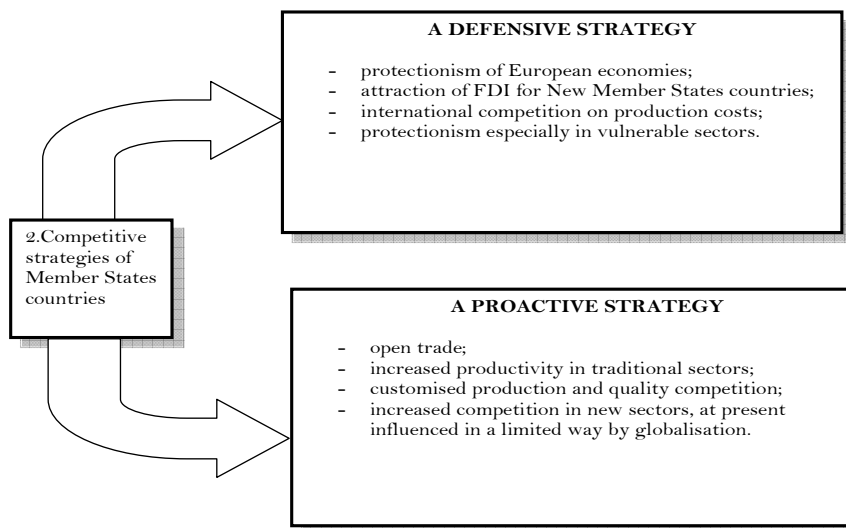 A DEFENSIVE STRATEGY
- protectionism of European economies;
- attraction of FDI for New Member States countries;
- international competition on production costs;
- protectionism especially in vulnerable sectors.
2.Competitive
strategies of
Member States
countries
A PROACTIVE STRATEGY
- open trade;
- increased productivity in traditional sectors;
- customised production and quality competition;
- increased competition in new sectors, at present
influenced in a limited way by globalisation.